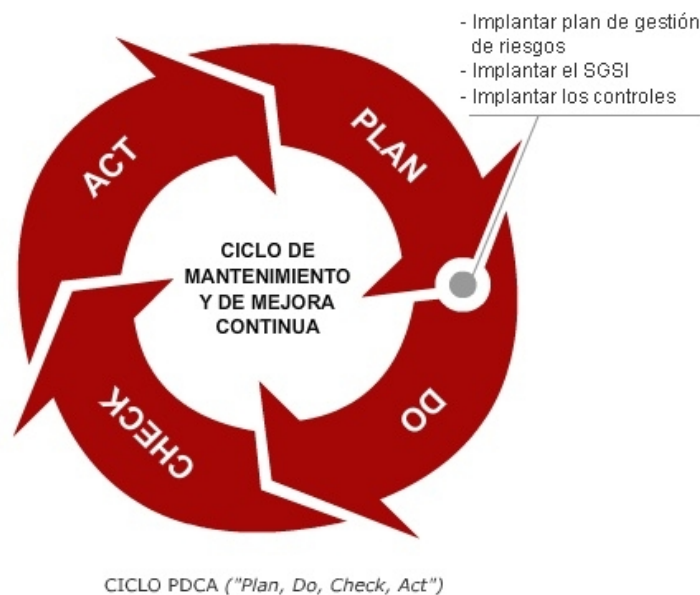 - Implantar plan de gestión
de riesgos
- Implantar el SGSI
- Implantar los controles
PLAN
ACT
CICLO DE
MANTENIMIENTO
Y DE MEJORA
CONTINUA
DO
CHECK
CICLO PDCA ("Plan, Do, Check, Act")